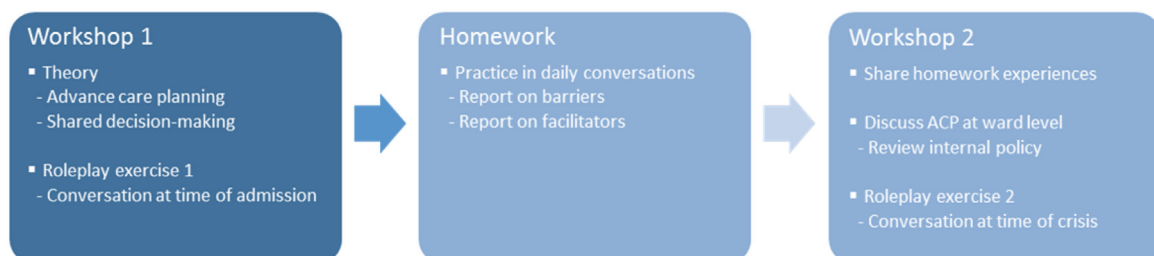 Workshop 1
▪ Theory
- Advance care planning
- Shared decision-making
▪ Roleplay exercise 1
- Conversation at time of admission
Homework
▪ Practice in daily conversations
- Report on barriers
- Report on facilitators
Workshop 2
▪ Share homework experiences
▪ Discuss ACP at ward level
- Review internal policy
▪ Roleplay exercise 2
- Conversation at time of crisis